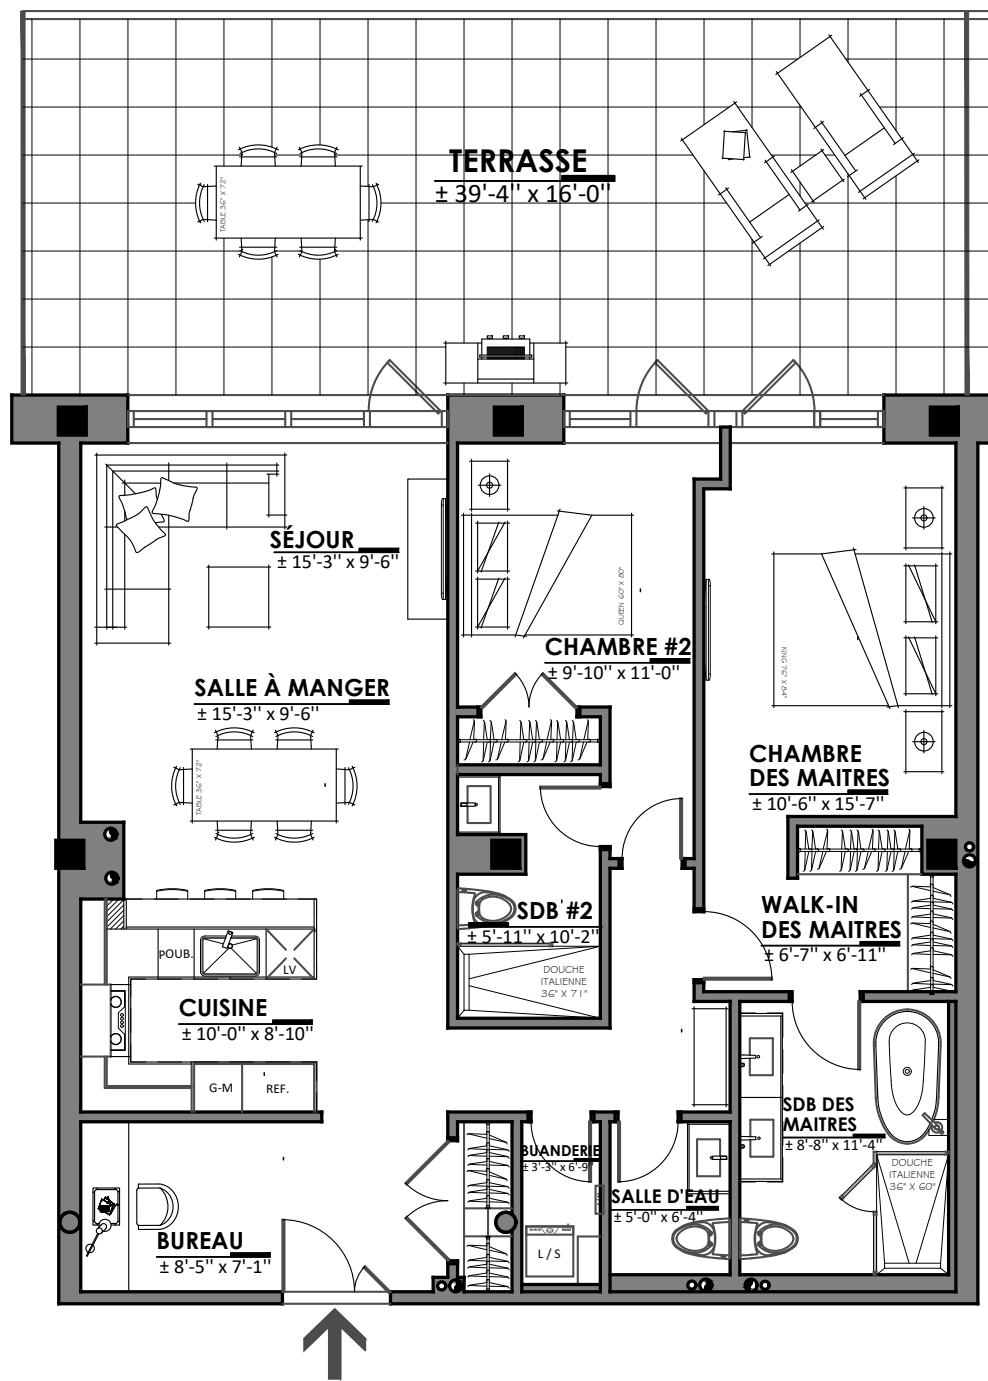 TERRASSE
± 39'-4" x 16'-0"
TABLE 36" X 72"
SÉJOUR
± 15'-3" x 9'-6"
QUEEN 60" X 80"
CHAMBRE #2
± 9'-10" x 11'-0"
KING 76" X 84"
SALLE À MANGER
± 15'-3" x 9'-6"
TABLE 36" X 72"
CHAMBRE
DES MAITRES
± 10'-6" x 15'-7"
SDB #2
± 5'-11" x 10'-2"
WALK-IN
DES MAITRES
± 6'-7" x 6'-11"
POUB.
LV
DOUCHE
ITALIENNE
36" X 71"
CUISINE
± 10'-0" x 8'-10"
G-M
REF.
SDB DES
MAITRES
± 8'-8" x 11'-4"
BUANDERIE
± 3'-3" x 6'-9"
DOUCHE
ITALIENNE
36" X 60"
SALLE D'EAU
± 5'-0" x 6'-4"
BUREAU
± 8'-5" x 7'-1"
L/S